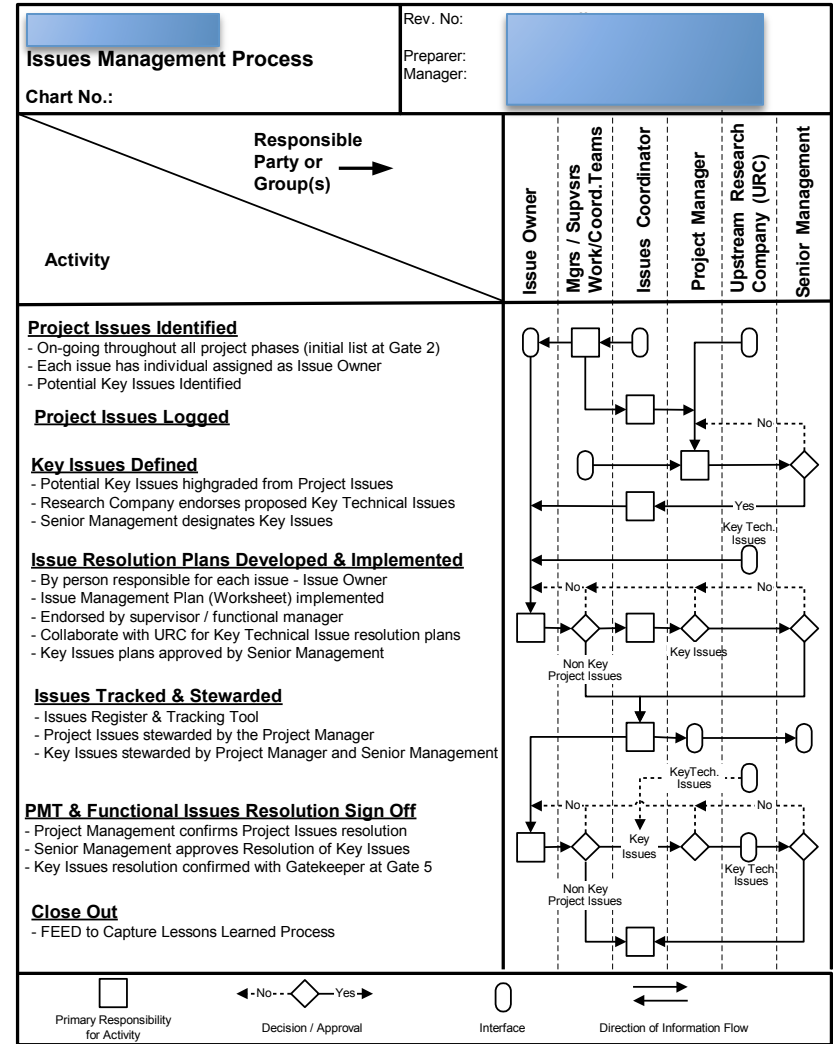 Issues Management Process
Chart No.:
Rev. No:
Preparer:
Manager:
Responsible
Party or
Group(s)
Activity
Issue Owner
Mgrs / Supvsrs
Work/Coord.Teams
Issues Coordinator
Project Manager
Upstream Research
Company (URC)
Senior Management
Project Issues Identified
- On-going throughout all project phases (initial list at Gate 2)
- Each issue has individual assigned as Issue Owner
- Potential Key Issues Identified
Project Issues Logged
No
Key Issues Defined
- Potential Key Issues highgraded from Project Issues
- Research Company endorses proposed Key Technical Issues
- Senior Management designates Key Issues
Yes
Key Tech.
Issues
Issue Resolution Plans Developed & Implemented
- By person responsible for each issue - Issue Owner
- Issue Management Plan (Worksheet) implemented
- Endorsed by supervisor / functional manager
- Collaborate with URC for Key Technical Issue resolution plans
- Key Issues plans approved by Senior Management
No
No
Key Issues
Non Key
Project Issues
Issues Tracked & Stewarded
- Issues Register & Tracking Tool
- Project Issues stewarded by the Project Manager
- Key Issues stewarded by Project Manager and Senior Management
KeyTech.
Issues
PMT & Functional Issues Resolution Sign Off
- Project Management confirms Project Issues resolution
- Senior Management approves Resolution of Key Issues
- Key Issues resolution confirmed with Gatekeeper at Gate 5
No
No
Key
Issues
Key Tech.
Issues
Non Key
Project Issues
Close Out
- FEED to Capture Lessons Learned Process
Primary Responsibility
for Activity
No
Yes
Decision / Approval
Interface
Direction of Information Flow